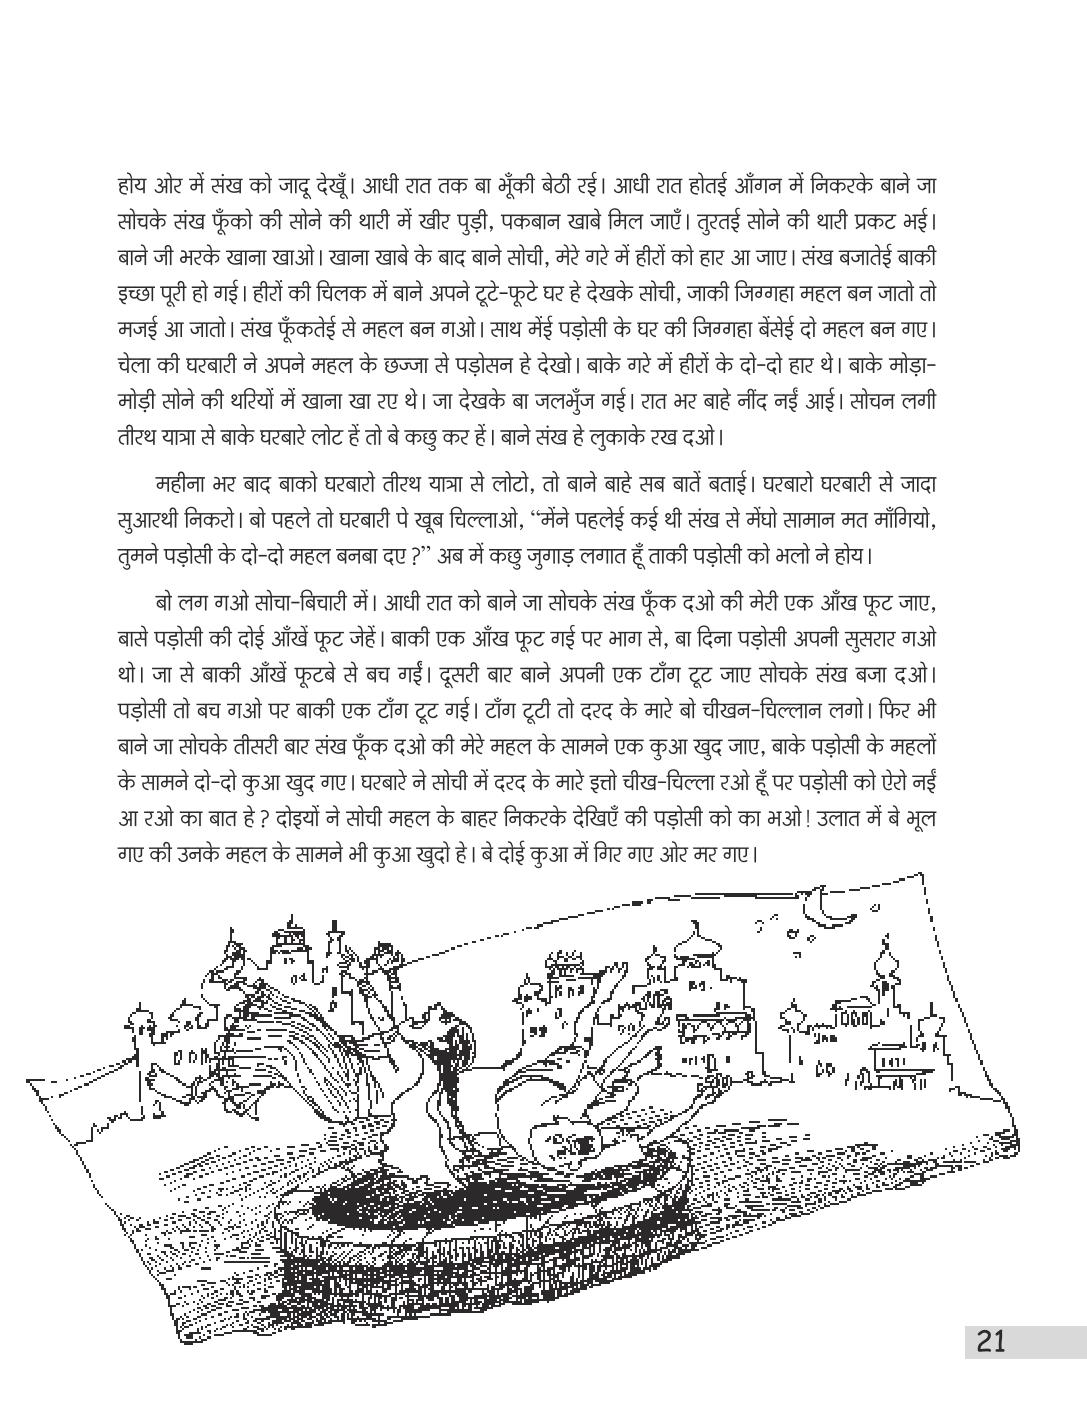 होय ओर में संख को जादू देखूँ। आधी रात तक बा भूँकी बेठी रई। आधी रात होतई आँगन में निकरके बाने जा
सोचके संख फूँको की सोने की थारी में खीर पुड़ी, पकबान खाबे मिल जाएँ। तुरतई सोने की थारी प्रकट भई।
बाने जी भरके खाना खाओ। खाना खाबे के बाद बाने सोची, मेरे गरे में हीरों को हार आ जाए। संख बजातेई बाकी
इच्छा पूरी हो गई। हीरों की चिलक में बाने अपने टूटे-फूटे घर हे देखके सोची, जाकी जिग्गहा महल बन जातो तो
मजई आ जातो। संख फूँकतेई से महल बन गओ। साथ मेंई पड़ोसी के घर की जिग्गहा बेंसेई दो महल बन गए।
चेला की घरबारी ने अपने महल के छज्जा से पड़ोसन हे देखो। बाके गरे में हीरों के दो-दो हार थे। बाके मोड़ा-
मोड़ी सोने की थरियों में खाना खा रए थे। जा देखके बा जलभुँज गई। रात भर बाहे नींद नईं आई। सोचन लगी
तीरथ यात्रा से बाके घरबारे लोट हें तो बे कछु कर हें। बाने संख हे लुकाके रख दओ।
महीना भर बाद बाको घरबारो तीरथ यात्रा से लोटो, तो बाने बाहे सब बातें बताई। घरबारो घरबारी से जादा
सुआरथी निकरो। बो पहले तो घरबारी पे खूब चिल्लाओ, “मेंने पहलेई कई थी संख से मेंघो सामान मत माँगियो,
तुमने पड़ोसी के दो-दो महल बनबा दए ?” अब में कछु जुगाड़ लगात हूँ ताकी पड़ोसी को भलो ने होय।
बो लग गओ सोचा-बिचारी में। आधी रात को बाने जा सोचके संख फूँक दओ की मेरी एक आँख फूट जाए,
बासे पड़ोसी की दोई आँखें फूट जेहें। बाकी एक आँख फूट गई पर भाग से, बा दिना पड़ोसी अपनी सुसरार गओ
थो। जा से बाकी आँखें फूटबे से बच गईं। दूसरी बार बाने अपनी एक टाँग टूट जाए सोचके संख बजा दओ।
पड़ोसी तो बच गओ पर बाकी एक टाँग टूट गई। टाँग टूटी तो दरद के मारे बो चीखन-चिल्लान लगो। फिर भी
बाने जा सोचके तीसरी बार संख फूँक दओ की मेरे महल के सामने एक कुआ खुद जाए, बाके पड़ोसी के महलों
के सामने दो-दो कुआ खुद गए। घरबारे ने सोची में दरद के मारे इत्तो चीख-चिल्ला रओ हूँ पर पड़ोसी को ऐरो नईं
आ रओ का बात हे ? दोइयों ने सोची महल के बाहर निकरके देखिएँ की पड़ोसी को का भओ! उलात में बे भूल
गए की उनके महल के सामने भी कुआ खुदो हे। बे दोई कुआ में गिर गए ओर मर गए।
21